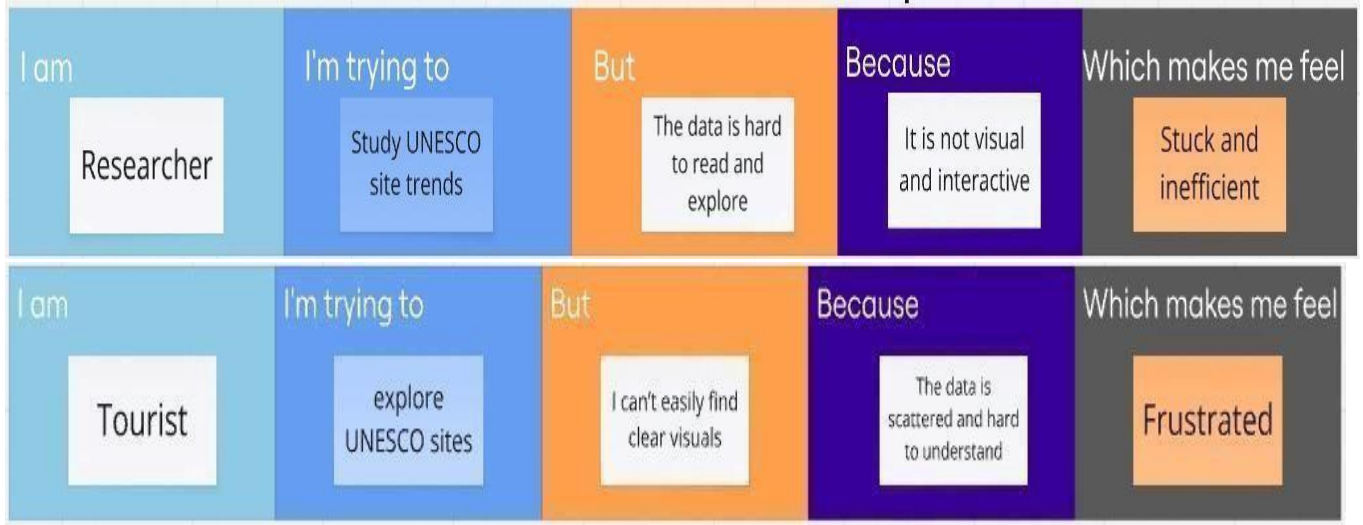 I am
I'm trying to
But
Because
Which makes me feel
Researcher
Study UNESCO
site trends
The data is hard
to read and
explore
It is not visual
and interactive
Stuck and
inefficient
I am
I'm trying to
But
Because
Which makes me feel
Tourist
explore
UNESCO sites
I can't easily find
clear visuals
The data is
scattered and hard
to understand
Frustrated